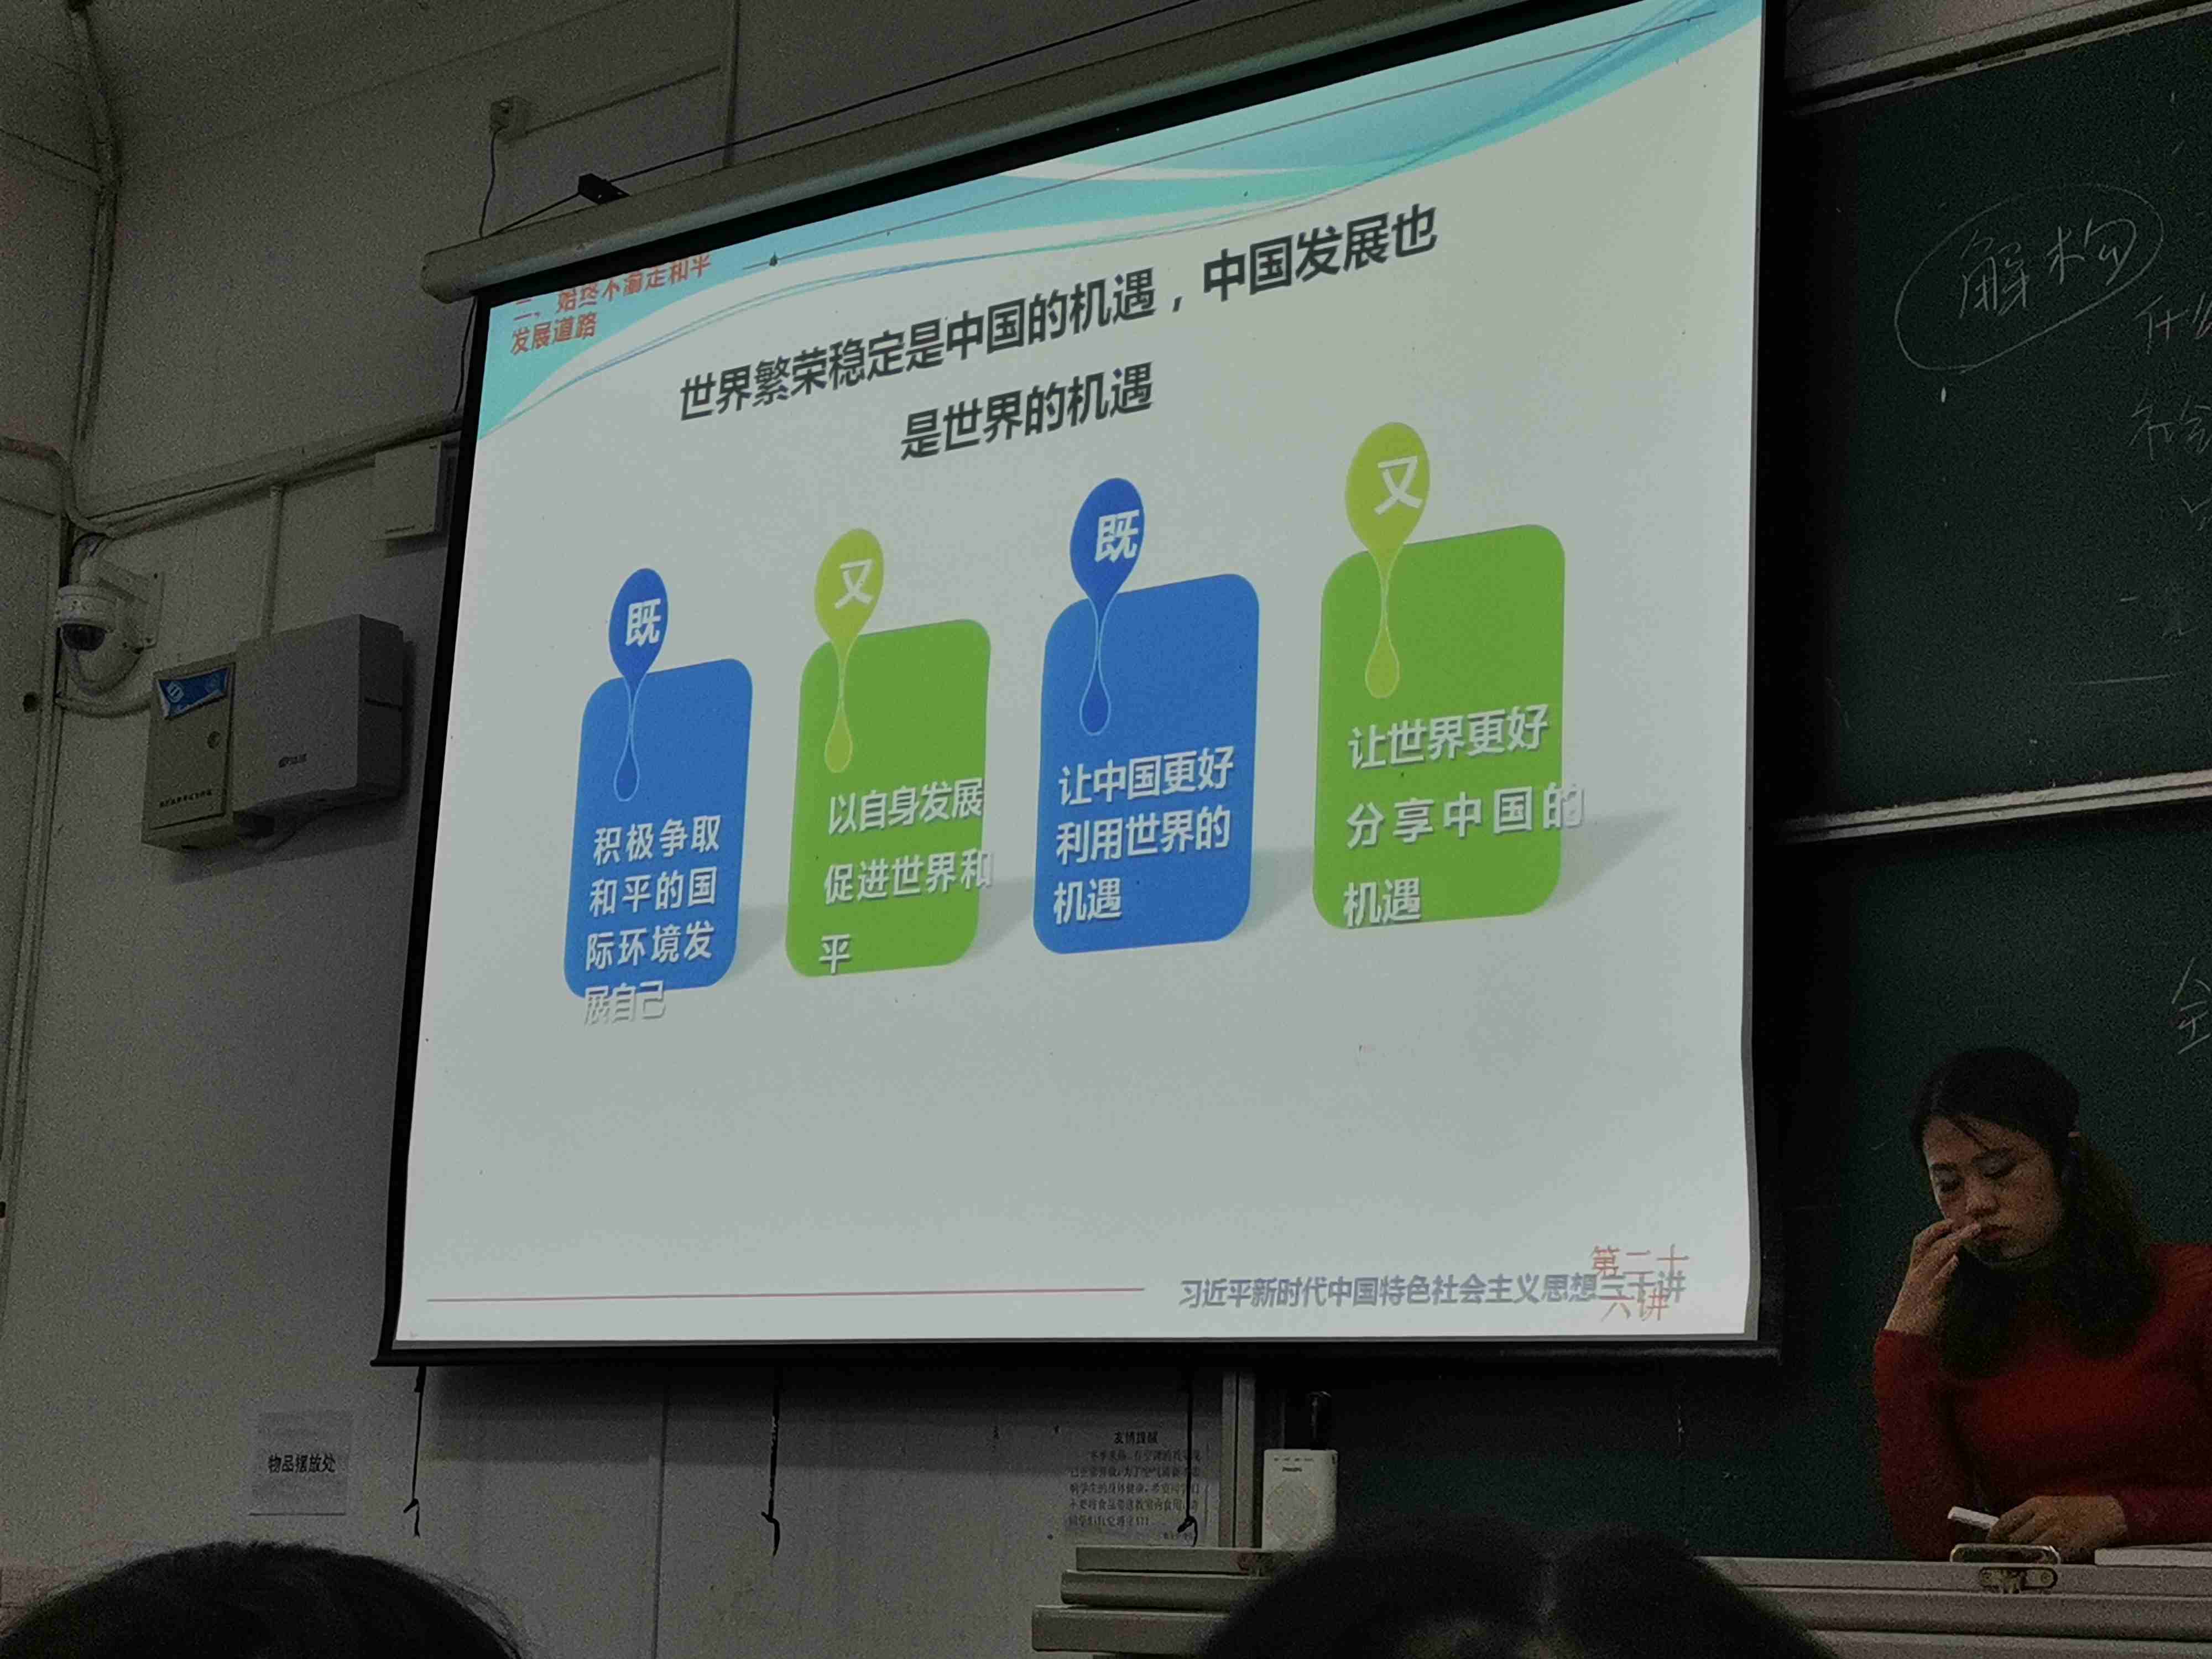 二、始终不渝走和平
发展道路
世界繁荣稳定是中国的机遇，中国发展也
是世界的机遇
既
积极争取
和平的国
际环境发
展自己
又
以自身发展
促进世界和
平
既
让中国更好
利用世界的
机遇
又
让世界更好
分享中国的
机遇
习近平新时代中国特色社会主义思想三十讲
第二十
六讲
解构
什么
社会
物品摆放处
友情提醒
PHILIPS